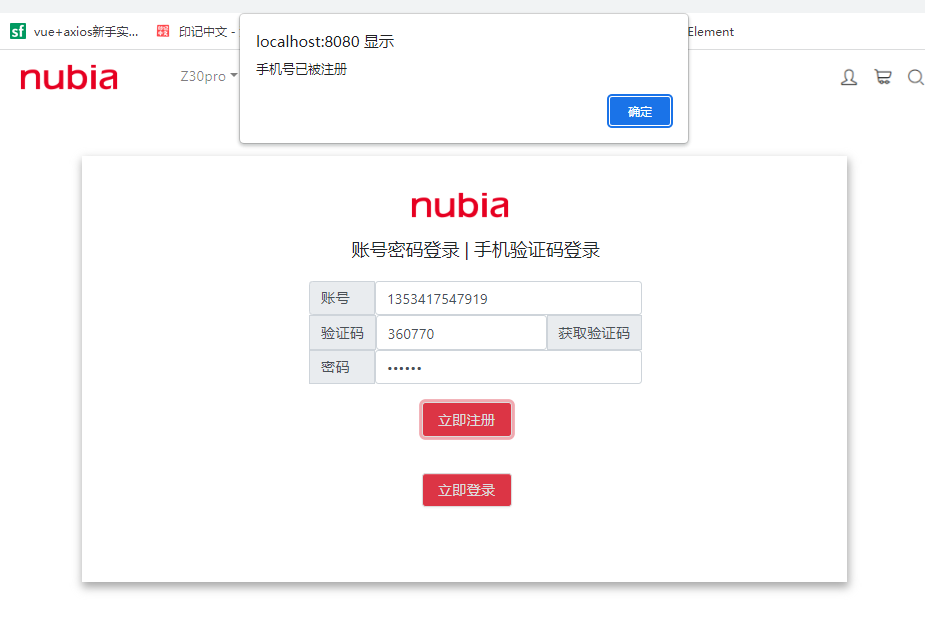 vue+axios新手实...
印记中文 -
Element
localhost:8080 显示
手机号已被注册
确定
nubia
Z30pro
nubia
账号密码登录 | 手机验证码登录
账号 1353417547919
验证码 360770 获取验证码
密码 ••••••
立即注册
立即登录